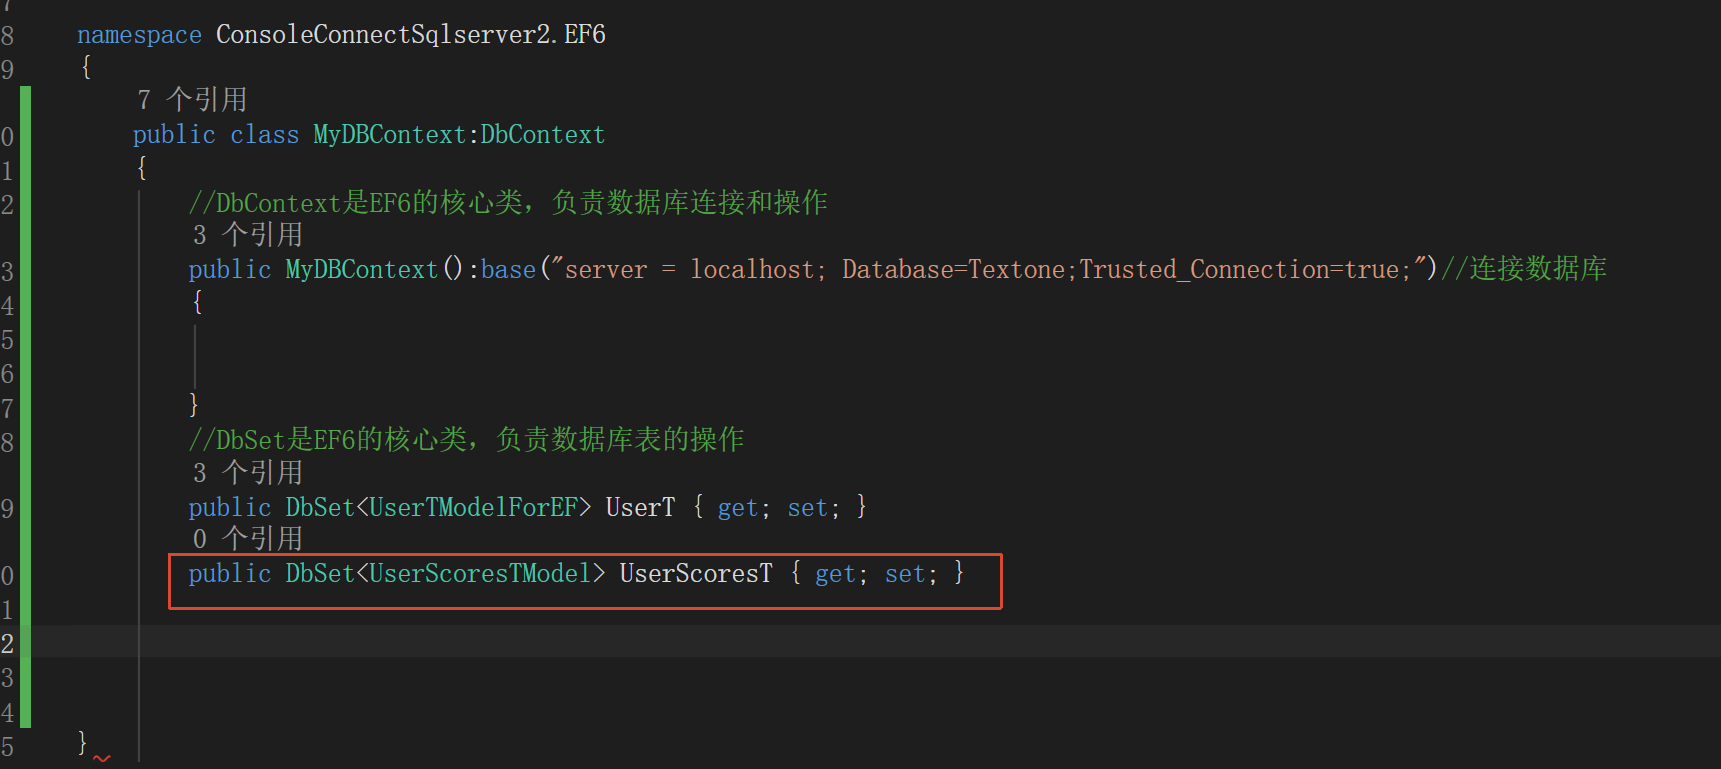 7
8 namespace ConsoleConnectSqlserver2.EF6
9 {
7 个引用
0 public class MyDBContext:DbContext
1 {
2 //DbContext是EF6的核心类，负责数据库连接和操作
3 个引用
3 public MyDBContext():base("server = localhost; Database=Textone;Trusted_Connection=true;")//连接数据库
4 {
5
6
7 }
8 //DbSet是EF6的核心类，负责数据库表的操作
3 个引用
9 public DbSet<UserTModelForEF> UserT { get; set; }
0 个引用
0 public DbSet<UserScoresTModel> UserScoresT { get; set; }
1
2
3
4
5 }